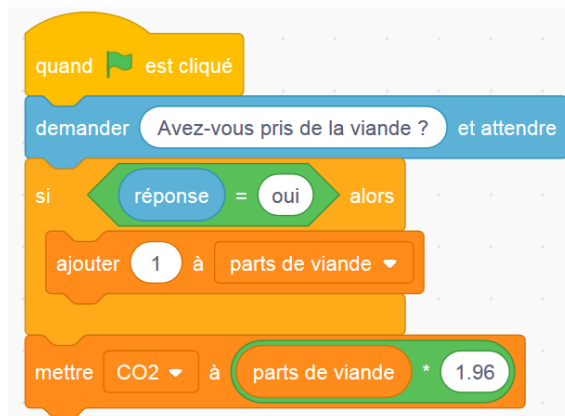 quand est cliqué
demander Avez-vous pris de la viande ? et attendre
si réponse = oui alors
ajouter 1 à parts de viande
mettre CO2 à parts de viande * 1.96